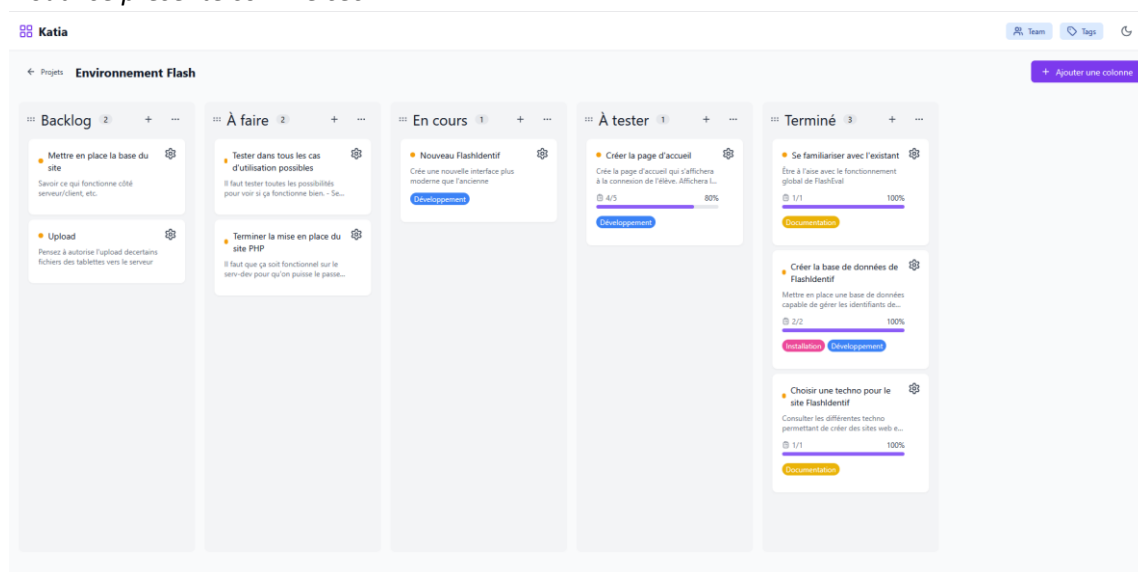 Katia
Team
Tags
Projets
Environnement Flash
+ Ajouter une colonne
Backlog 2 + ...
Mettre en place la base du
site
Savoir ce qui fonctionne côté
serveur/client, etc.
Upload
Pensez à autorise l'upload decertains
fichiers des tablettes vers le serveur
À faire 2 + ...
Tester dans tous les cas
d'utilisation possibles
Il faut tester toutes les possibilités
pour voir si ça fonctionne bien. - Se...
Terminer la mise en place du
site PHP
Il faut que ça soit fonctionnel sur le
serv-dev pour qu'on puisse le passe...
En cours 1 + ...
Nouveau FlashIdentif
Crée une nouvelle interface plus
moderne que l'ancienne
Développement
À tester 1 + ...
Créer la page d'accueil
Crée la page d'accueil qui s'affichera
à la connexion de l'élève. Affichera l...
4/5 80%
Développement
Terminé 3 + ...
Se familiariser avec l'existant
Être à l'aise avec le fonctionnement
global de FlashEval
1/1 100%
Documentation
Créer la base de données de
FlashIdentif
Mettre en place une base de données
capable de gérer les identifiants de...
2/2 100%
Installation Développement
Choisir une techno pour le
site FlashIdentif
Consulter les différentes techno
permettant de créer des sites web e...
1/1 100%
Documentation